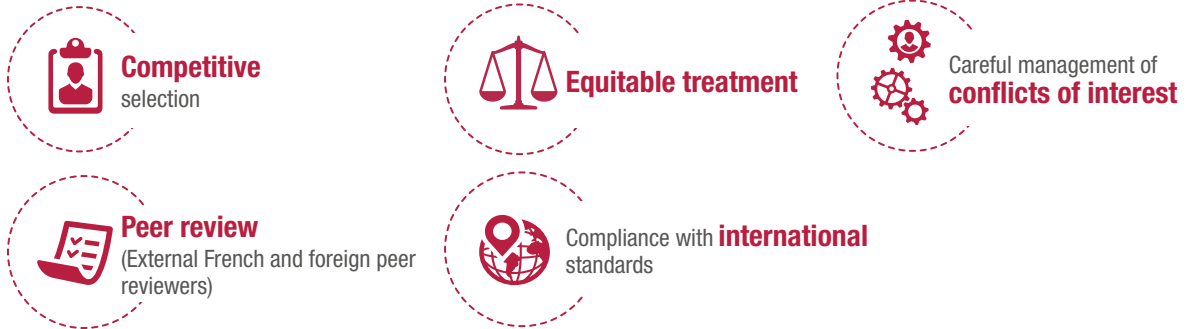 Competitive
selection
Equitable treatment
Careful management of
conflicts of interest
Peer review
(External French and foreign peer
reviewers)
Compliance with international
standards